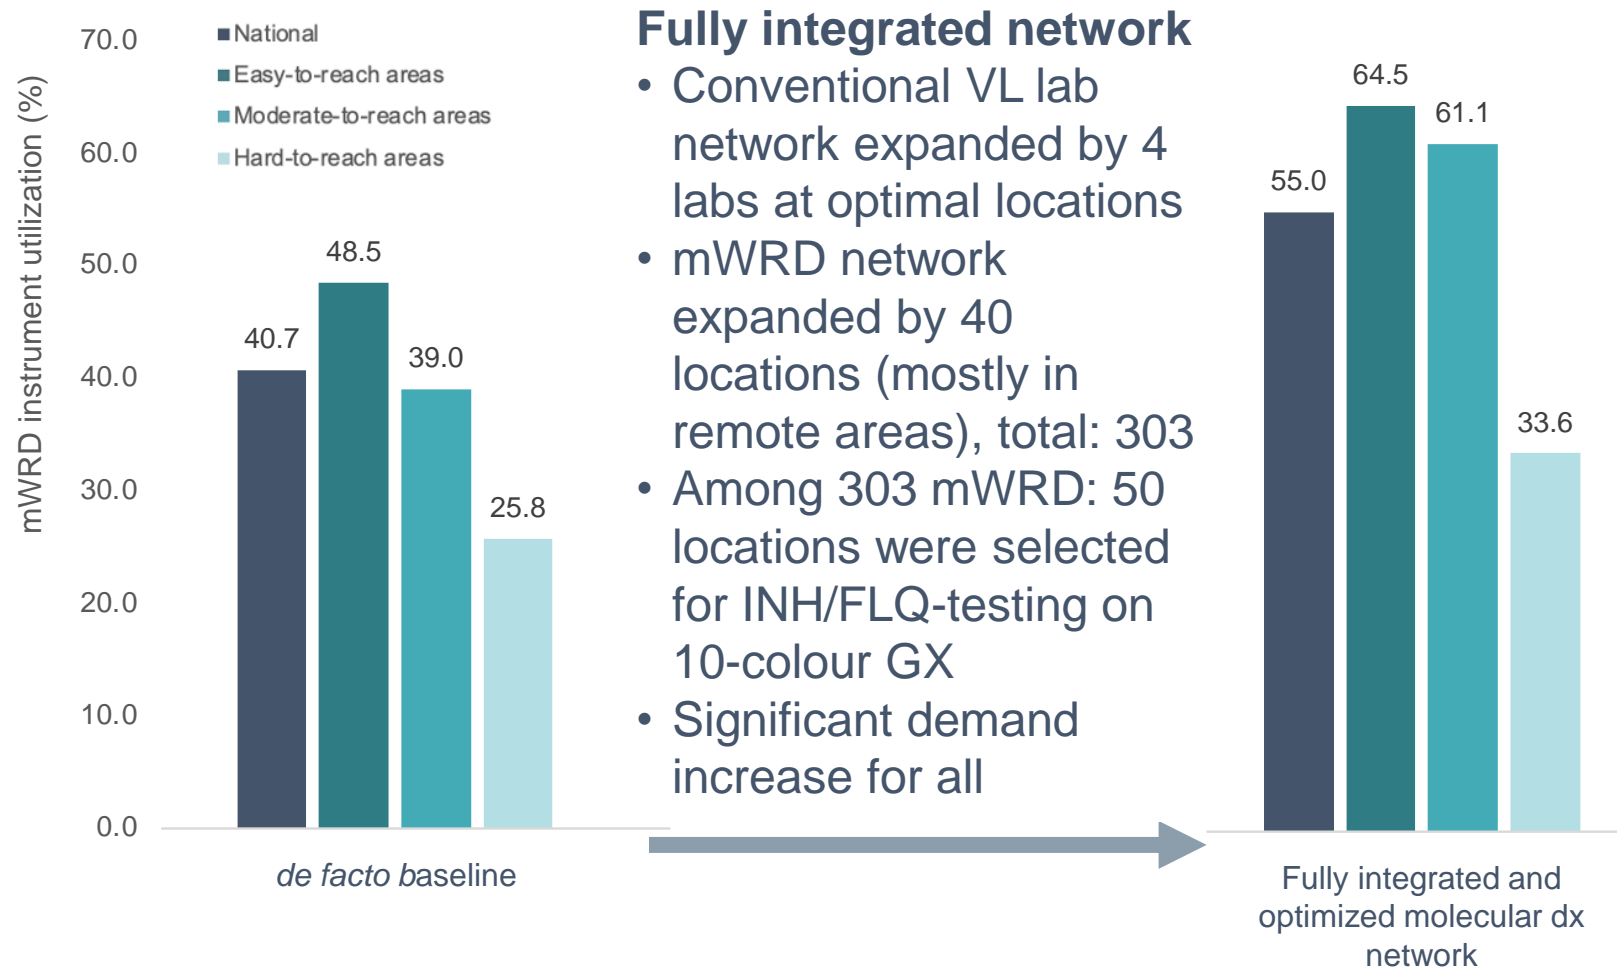 mWRD instrument utilization (%)
70.0
60.0
50.0
40.0
30.0
20.0
10.0
0.0
National
Easy-to-reach areas
Moderate-to-reach areas
Hard-to-reach areas
40.7
48.5
39.0
25.8
de facto baseline
Fully integrated network
• Conventional VL lab
network expanded by 4
labs at optimal locations
• mWRD network
expanded by 40
locations (mostly in
remote areas), total: 303
• Among 303 mWRD: 50
locations were selected
for INH/FLQ-testing on
10-colour GX
• Significant demand
increase for all
55.0
64.5
61.1
33.6
Fully integrated and
optimized molecular dx
network